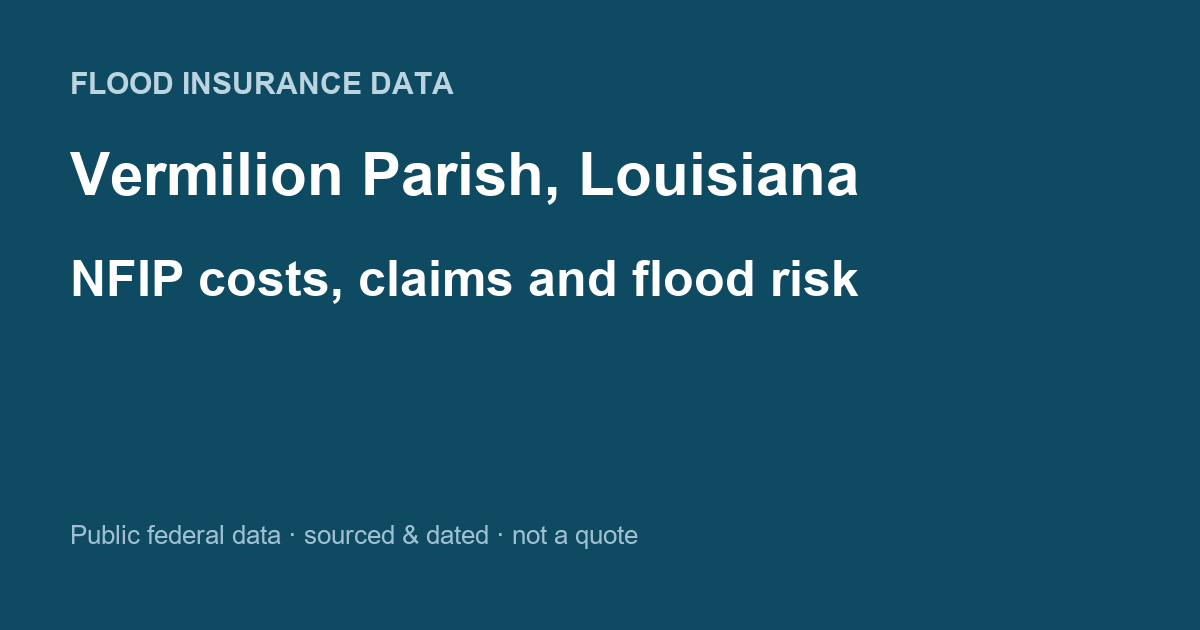 FLOOD INSURANCE DATA
Vermilion Parish, Louisiana
NFIP costs, claims and flood risk
Public federal data · sourced & dated · not a quote